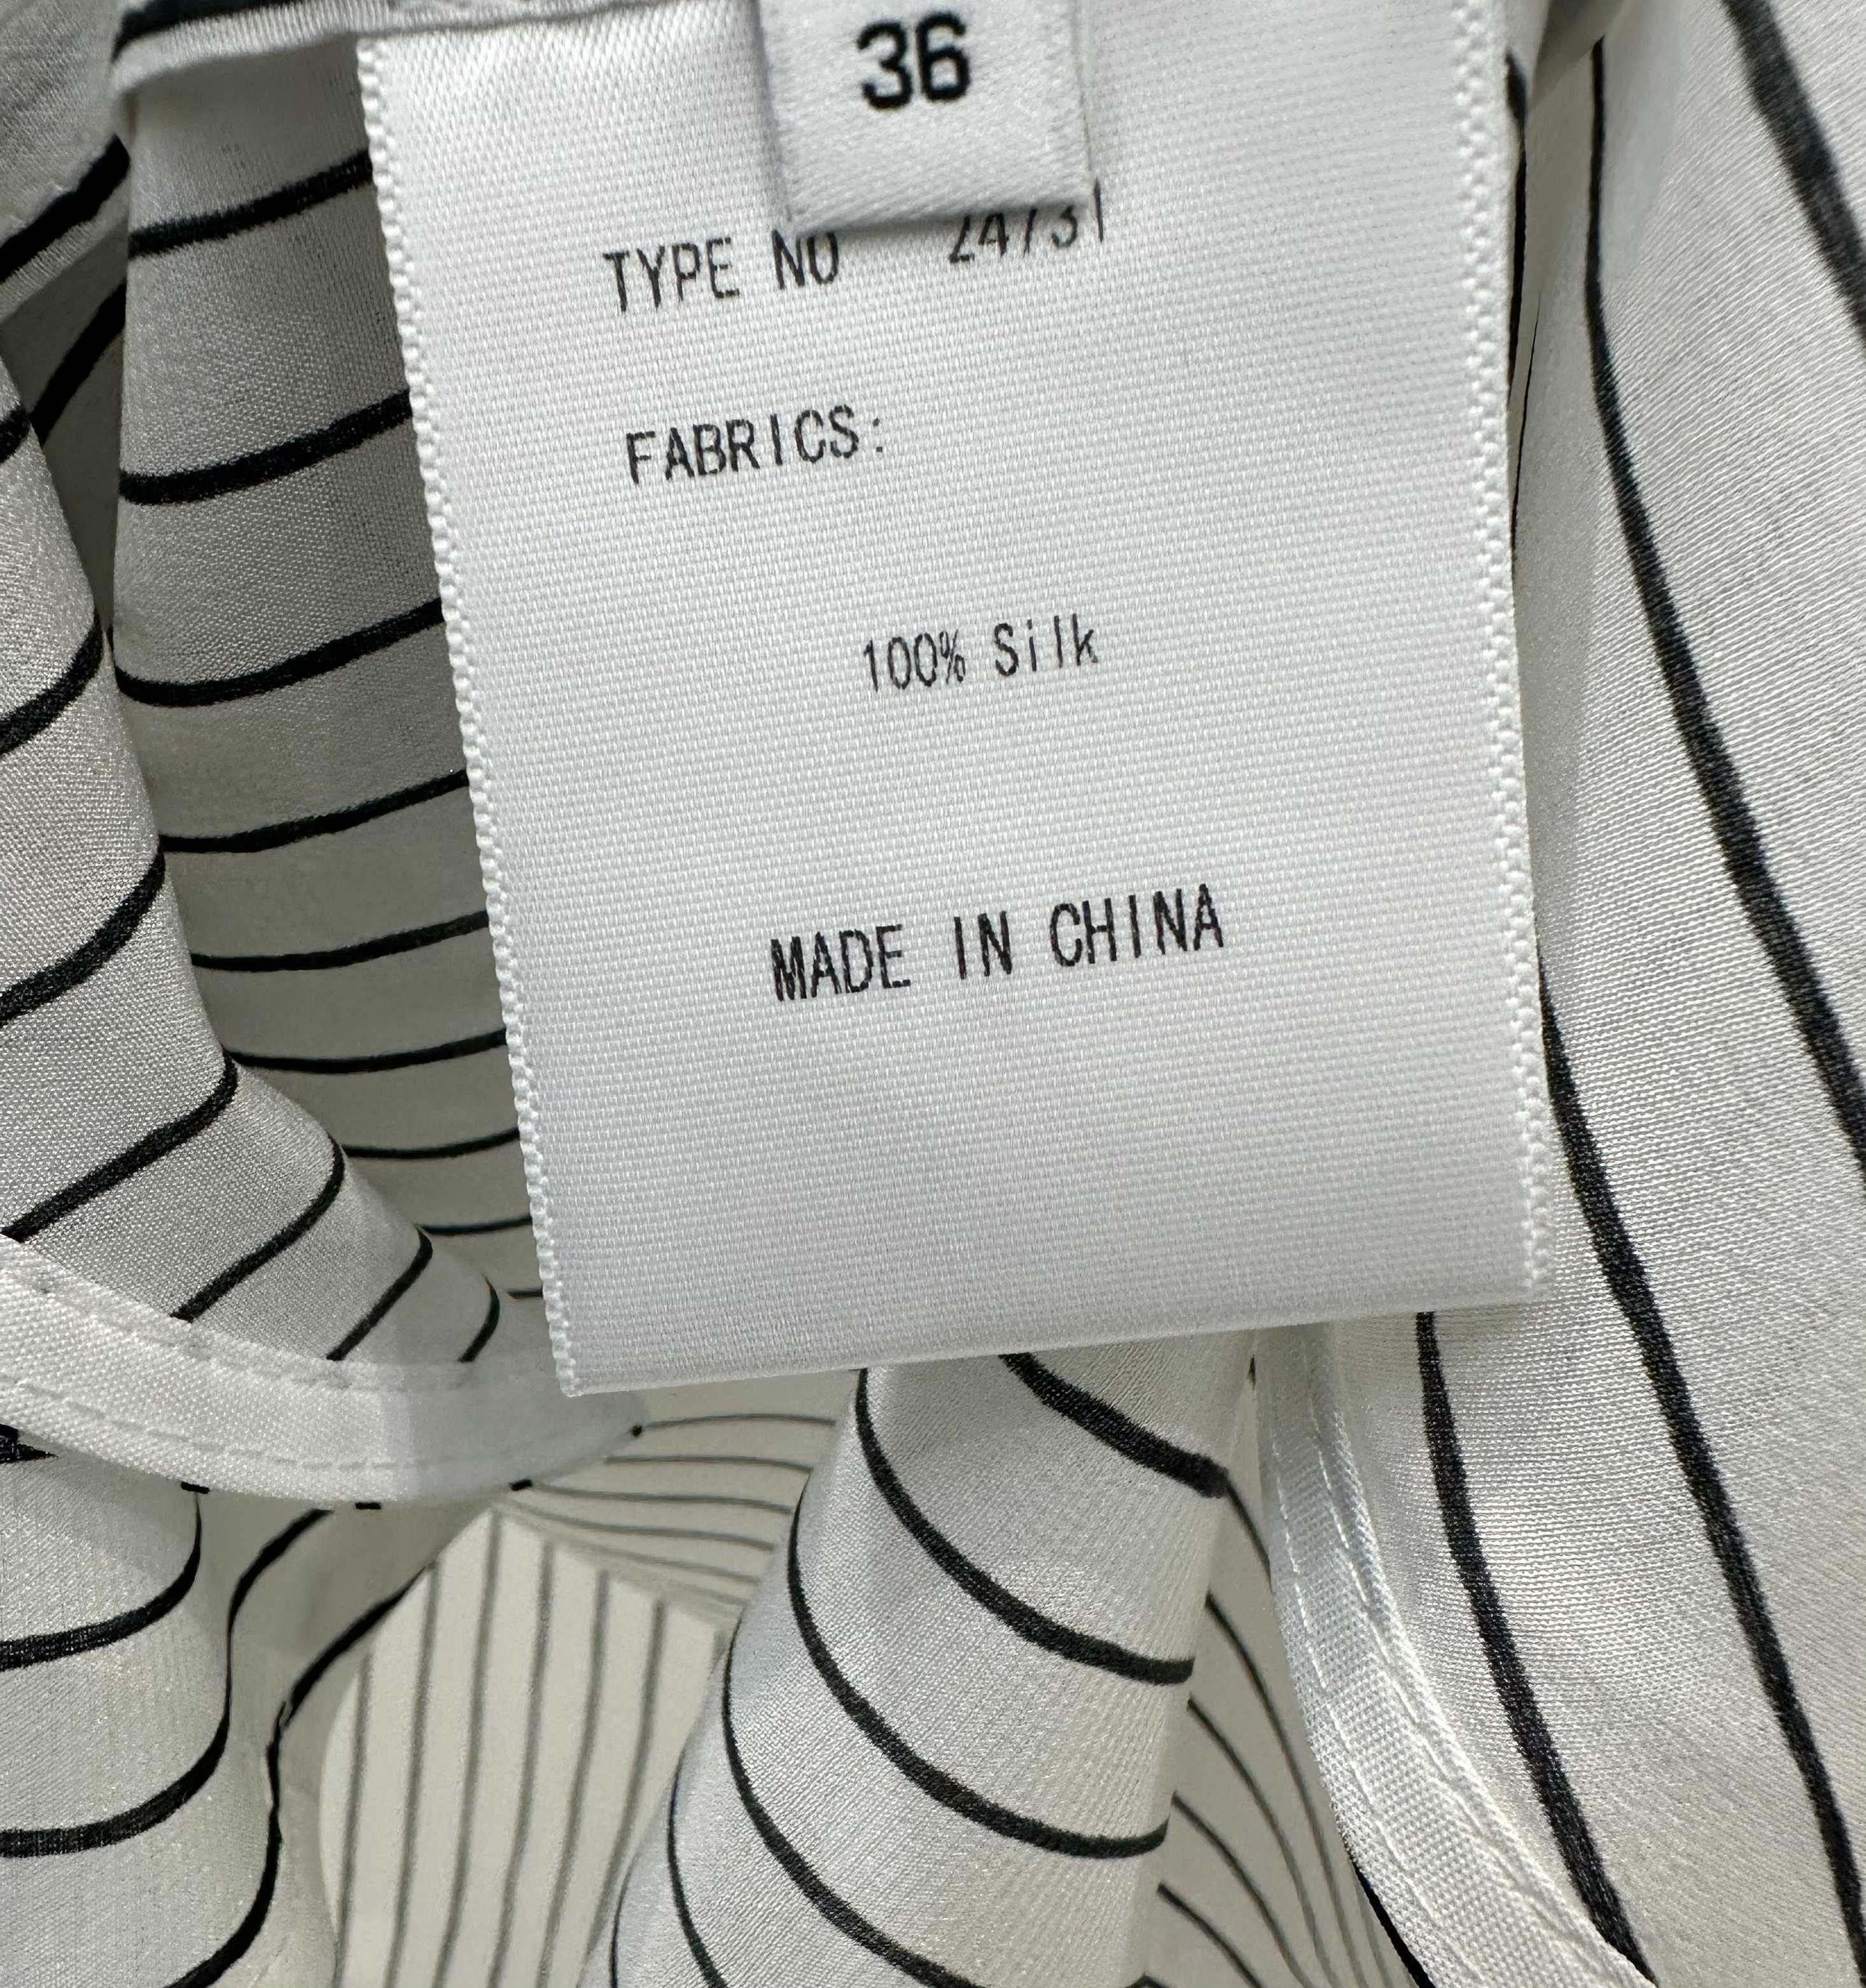 36
TYPE NO 24731
FABRICS:
100% Silk
MADE IN CHINA